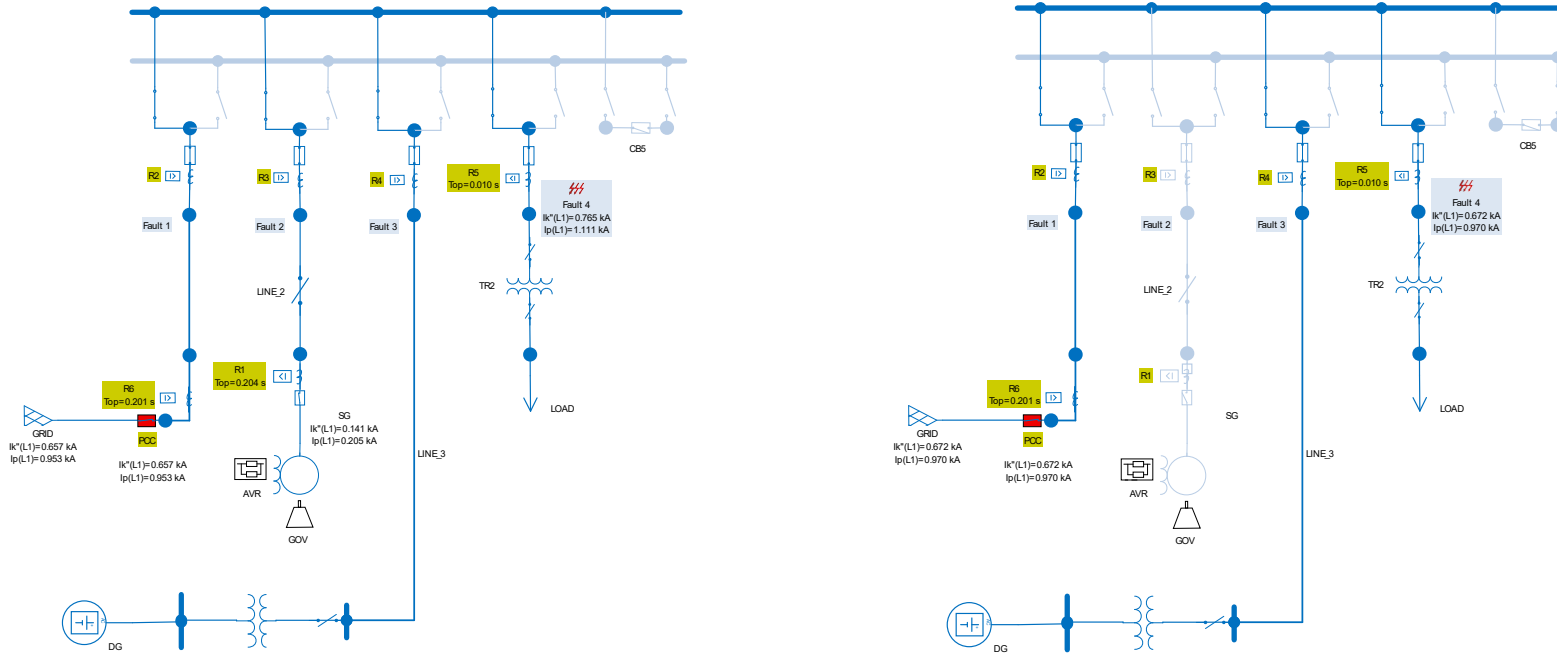 CB5
R2
R3
R4
R5
Top=0.010 s
Fault 4
Ik"(L1)=0.765 kA
Ip(L1)=1.111 kA
Fault 1
Fault 2
Fault 3
LINE_2
TR2
R1
Top=0.204 s
R6
Top=0.201 s
LOAD
SG
Ik"(L1)=0.141 kA
Ip(L1)=0.205 kA
GRID
Ik"(L1)=0.657 kA
Ip(L1)=0.953 kA
PCC
Ik"(L1)=0.657 kA
Ip(L1)=0.953 kA
LINE_3
AVR
GOV
DG
CB5
R2
R3
R4
R5
Top=0.010 s
Fault 4
Ik"(L1)=0.672 kA
Ip(L1)=0.970 kA
Fault 1
Fault 2
Fault 3
LINE_2
TR2
R1
R6
Top=0.201 s
LOAD
SG
GRID
Ik"(L1)=0.672 kA
Ip(L1)=0.970 kA
PCC
Ik"(L1)=0.672 kA
Ip(L1)=0.970 kA
LINE_3
AVR
GOV
DG